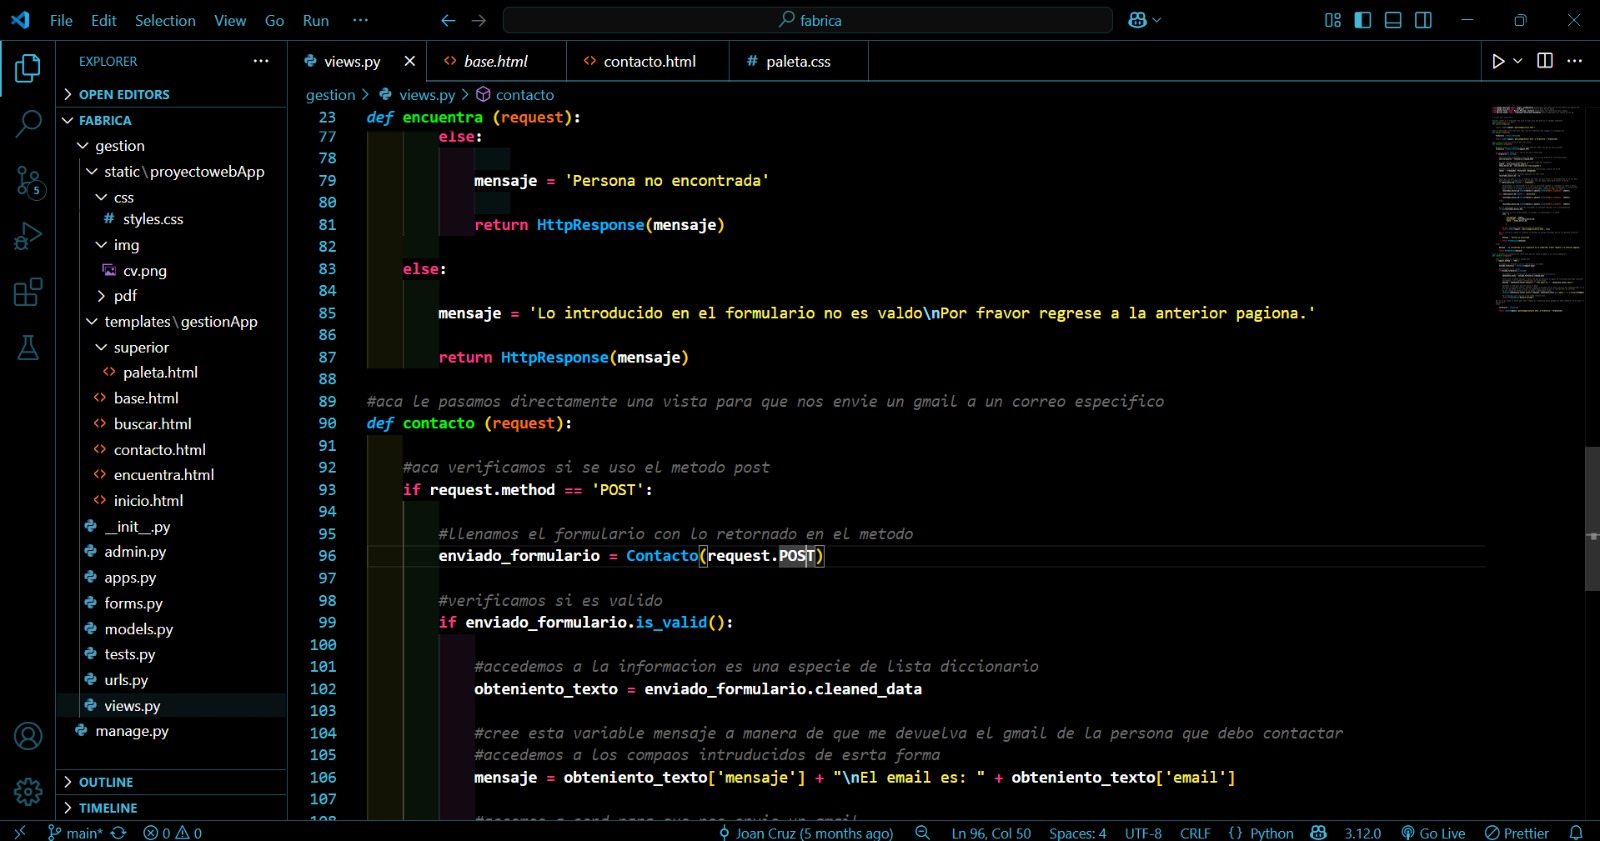 File Edit Selection View Go Run ··· fabrica
EXPLORER ···
OPEN EDITORS
FABRICA
gestion
static\proyectowebApp
css
# styles.css
img
cv.png
pdf
templates\gestionApp
superior
<> paleta.html
<> base.html
<> buscar.html
<> contacto.html
<> encuentra.html
<> inicio.html
__init__.py
admin.py
apps.py
forms.py
models.py
tests.py
urls.py
views.py
manage.py
OUTLINE
TIMELINE
5
views.py × <> base.html <> contacto.html # paleta.css
gestion > views.py > contacto
23 def encuentra (request):
77 else:
78
79 mensaje = 'Persona no encontrada'
80
81 return HttpResponse(mensaje)
82
83 else:
84
85 mensaje = 'Lo introducido en el formulario no es valdo\nPor fravor regrese a la anterior pagiona.'
86
87 return HttpResponse(mensaje)
88
89 #aca le pasamos directamente una vista para que nos envie un gmail a un correo especifico
90 def contacto (request):
91
92 #aca verificamos si se uso el metodo post
93 if request.method == 'POST':
94
95 #llenamos el formulario con lo retornado en el metodo
96 enviado_formulario = Contacto(request.POST)
97
98 #verificamos si es valido
99 if enviado_formulario.is_valid():
100
101 #accedemos a la informacion es una especie de lista diccionario
102 obteniento_texto = enviado_formulario.cleaned_data
103
104 #cree esta variable mensaje a manera de que me devuelva el gmail de la persona que debo contactar
105 #accedemos a los compaos intruducidos de esrta forma
106 mensaje = obteniento_texto['mensaje'] + "\nEl email es: " + obteniento_texto['email']
107
main* 0 0 Joan Cruz (5 months ago) Ln 96, Col 50 Spaces: 4 UTF-8 CRLF {} Python 3.12.0 Go Live Prettier